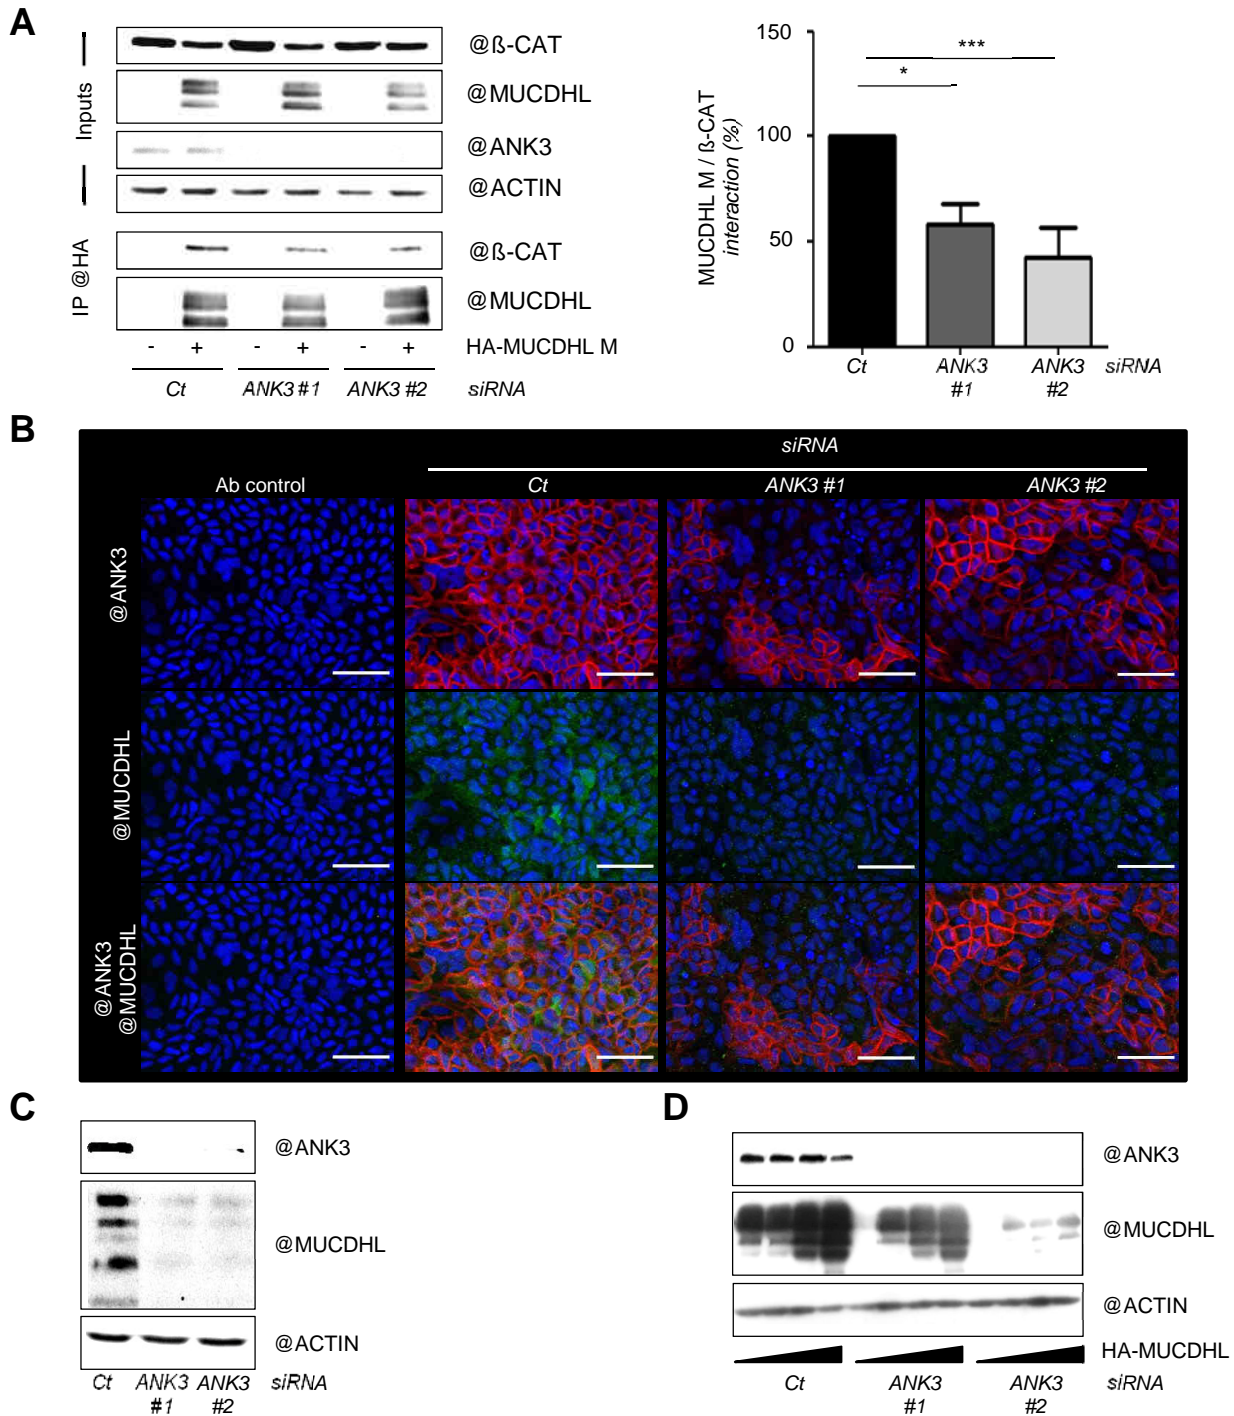 A
Inputs
IP @HA
@ß-CAT
@MUCDHL
@ANK3
@ACTIN
@ß-CAT
@MUCDHL
- + - + - + HA-MUCDHL M
Ct ANK3 #1 ANK3 #2 siRNA
MUCDHL M / ß-CAT
interaction (%)
150
100
50
0
***
*
Ct ANK3 ANK3 siRNA
#1 #2
B
siRNA
Ab control Ct ANK3 #1 ANK3 #2
@ANK3
@MUCDHL
@ANK3
@MUCDHL
C
@ANK3
@MUCDHL
@ACTIN
Ct ANK3 ANK3 siRNA
#1 #2
D
@ANK3
@MUCDHL
@ACTIN
HA-MUCDHL
Ct ANK3 ANK3 siRNA
#1 #2